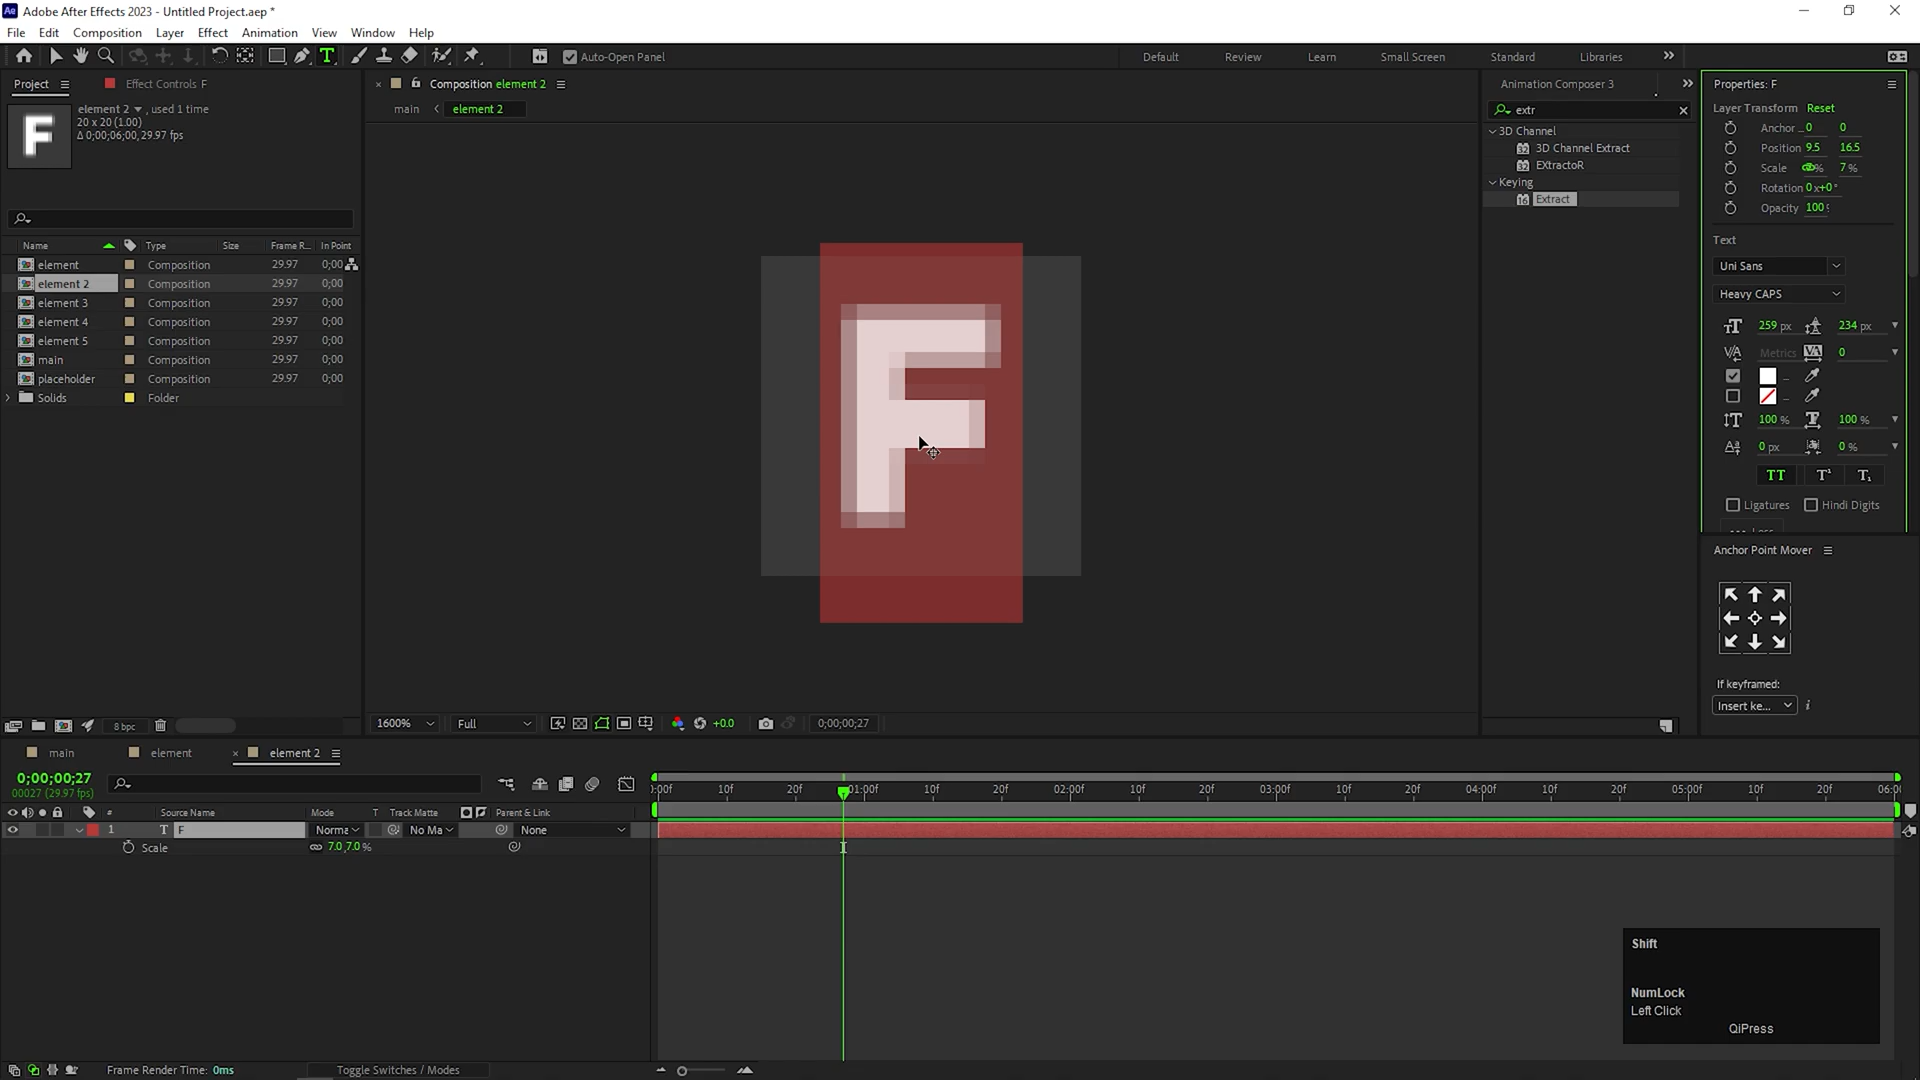 Adobe After Effects 2023 - Untitled Project.aep *
File Edit Composition Layer Effect Animation View Window Help
Auto-Open Panel
Default Review Learn Small Screen Standard Libraries
Project
Effect Controls F
element 2 , used 1 time
20 x 20 (1.00)
Δ 0;00;06;00, 29.97 fps
Name Type Size Frame R... In Point
element Composition 29.97 0;00
element 2 Composition 29.97 0;00
element 3 Composition 29.97 0;00
element 4 Composition 29.97 0;00
element 5 Composition 29.97 0;00
main Composition 29.97 0;00
placeholder Composition 29.97 0;00
Solids Folder
8 bpc
Composition element 2
main element 2
F
1600% Full +0.0 0;00;00;27
Animation Composer 3
extr
3D Channel
3D Channel Extract
EXtractoR
Keying
Extract
Properties: F
Layer Transform Reset
Anchor ... 0 0
Position 9.5 16.5
Scale % 7 %
Rotation 0x+0°
Opacity 100
Text
Uni Sans
Heavy CAPS
259 px 234 px
Metrics 0
100 % 100 %
0 px 0 %
TT T¹ T₁
Ligatures Hindi Digits
Anchor Point Mover
If keyframed:
Insert ke...
main element element 2
0;00;00;27
00027 (29.97 fps)
# Source Name Mode T Track Matte Parent & Link
1 T F Norma No Ma None
Scale 7.0,7.0 %
):00f 10f 20f 01:00f 10f 20f 02:00f 10f 20f 03:00f 10f 20f 04:00f 10f 20f 05:00f 10f 20f 06:0
Shift
NumLock
Left Click
QiPress
Frame Render Time: 0ms
Toggle Switches / Modes